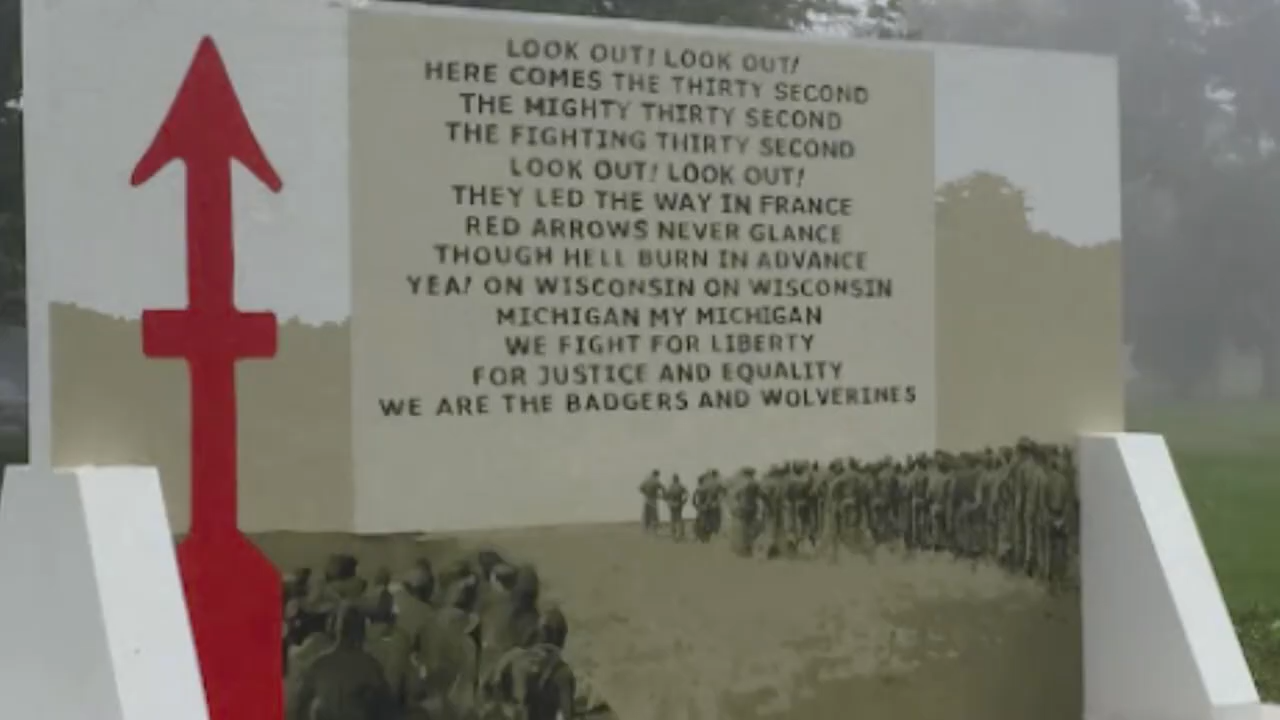 LOOK OUT! LOOK OUT!
HERE COMES THE THIRTY SECOND
THE MIGHTY THIRTY SECOND
THE FIGHTING THIRTY SECOND
LOOK OUT! LOOK OUT!
THEY LED THE WAY IN FRANCE
RED ARROWS NEVER GLANCE
THOUGH HELL BURN IN ADVANCE
YEA! ON WISCONSIN ON WISCONSIN
MICHIGAN MY MICHIGAN
WE FIGHT FOR LIBERTY
FOR JUSTICE AND EQUALITY
WE ARE THE BADGERS AND WOLVERINES